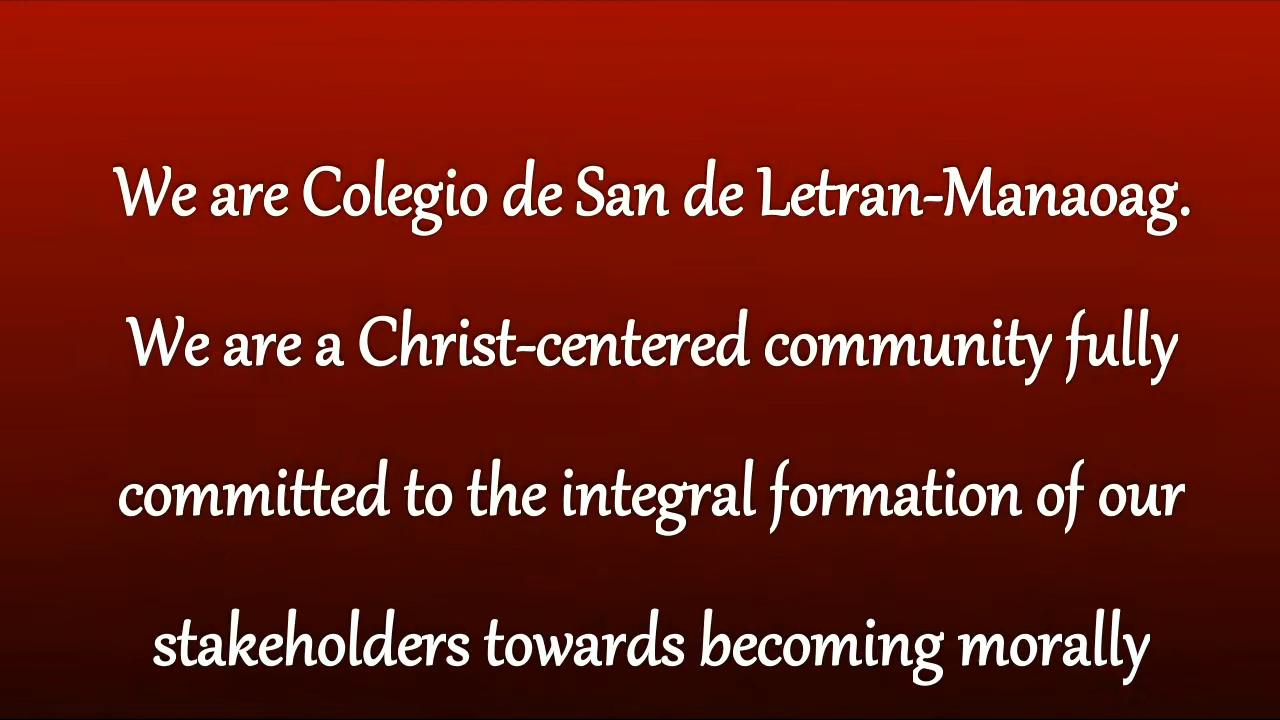 We are Colegio de San de Letran-Manaoag.
We are a Christ-centered community fully
committed to the integral formation of our
stakeholders towards becoming morally